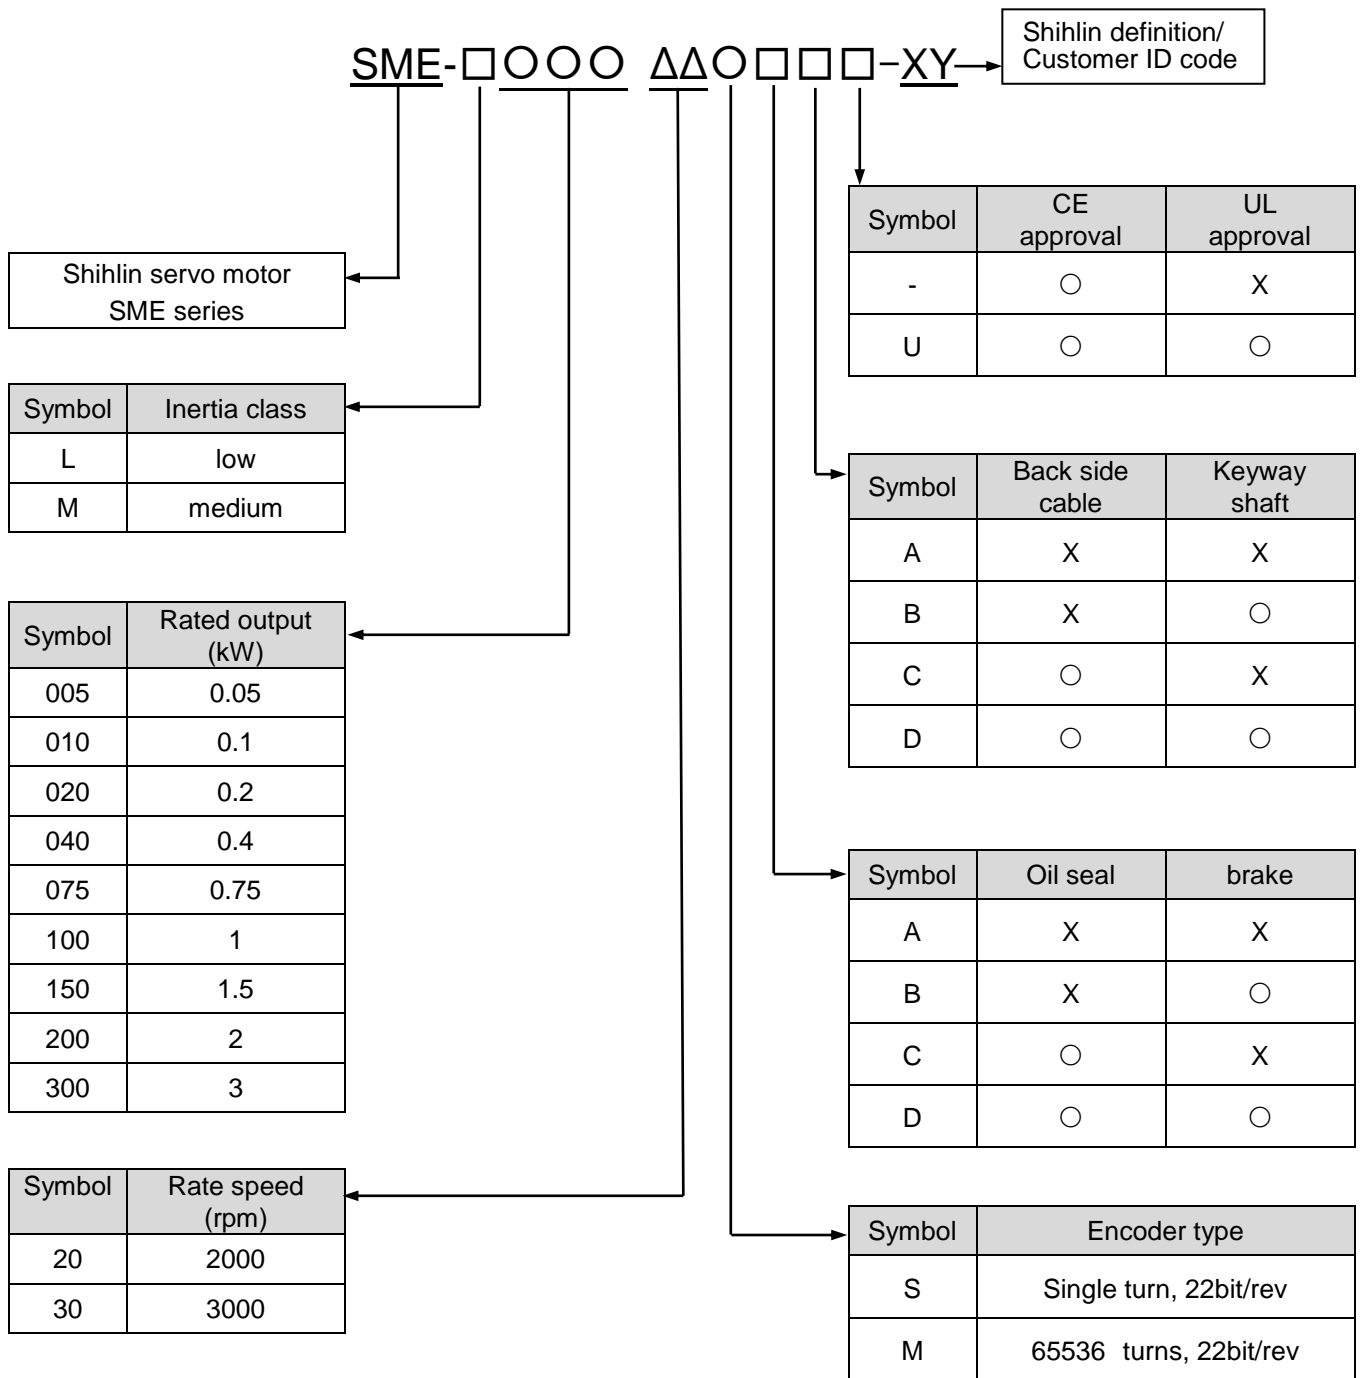 SME-□○○○ ΔΔ○□□□-XY
Shihlin definition/
Customer ID code
Shihlin servo motor
SME series
Symbol Inertia class
L low
M medium
Symbol Rated output
(kW)
005 0.05
010 0.1
020 0.2
040 0.4
075 0.75
100 1
150 1.5
200 2
300 3
Symbol Rate speed
(rpm)
20 2000
30 3000
Symbol CE
approval UL
approval
- ○ X
U ○ ○
Symbol Back side
cable Keyway
shaft
A X X
B X ○
C ○ X
D ○ ○
Symbol Oil seal brake
A X X
B X ○
C ○ X
D ○ ○
Symbol Encoder type
S Single turn, 22bit/rev
M 65536 turns, 22bit/rev